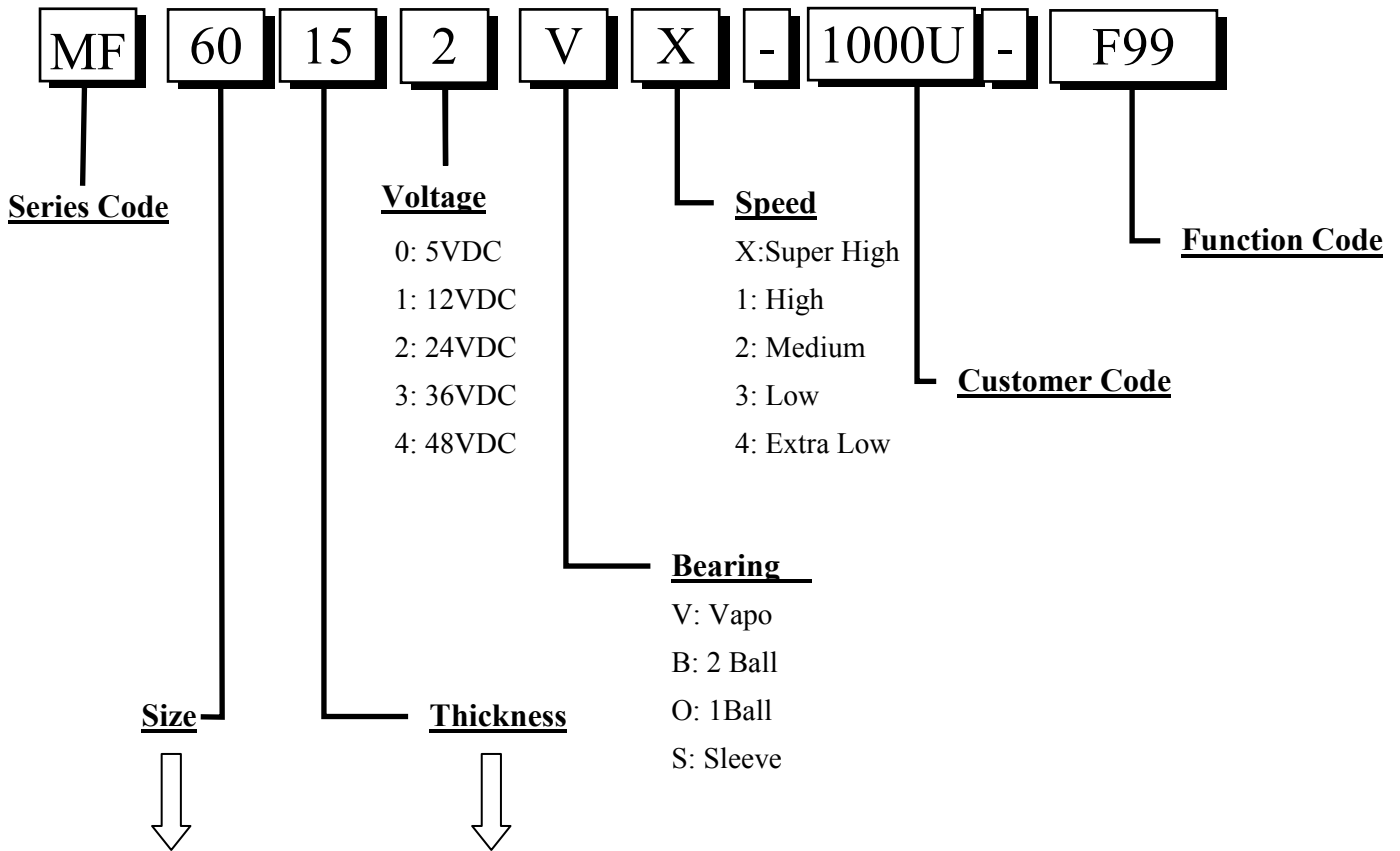 MF 60 15 2 V X - 1000U - F99
Series Code
Voltage
0: 5VDC
1: 12VDC
2: 24VDC
3: 36VDC
4: 48VDC
Speed
X:Super High
1: High
2: Medium
3: Low
4: Extra Low
Function Code
Customer Code
Bearing
V: Vapo
B: 2 Ball
O: 1Ball
S: Sleeve
Size
Thickness